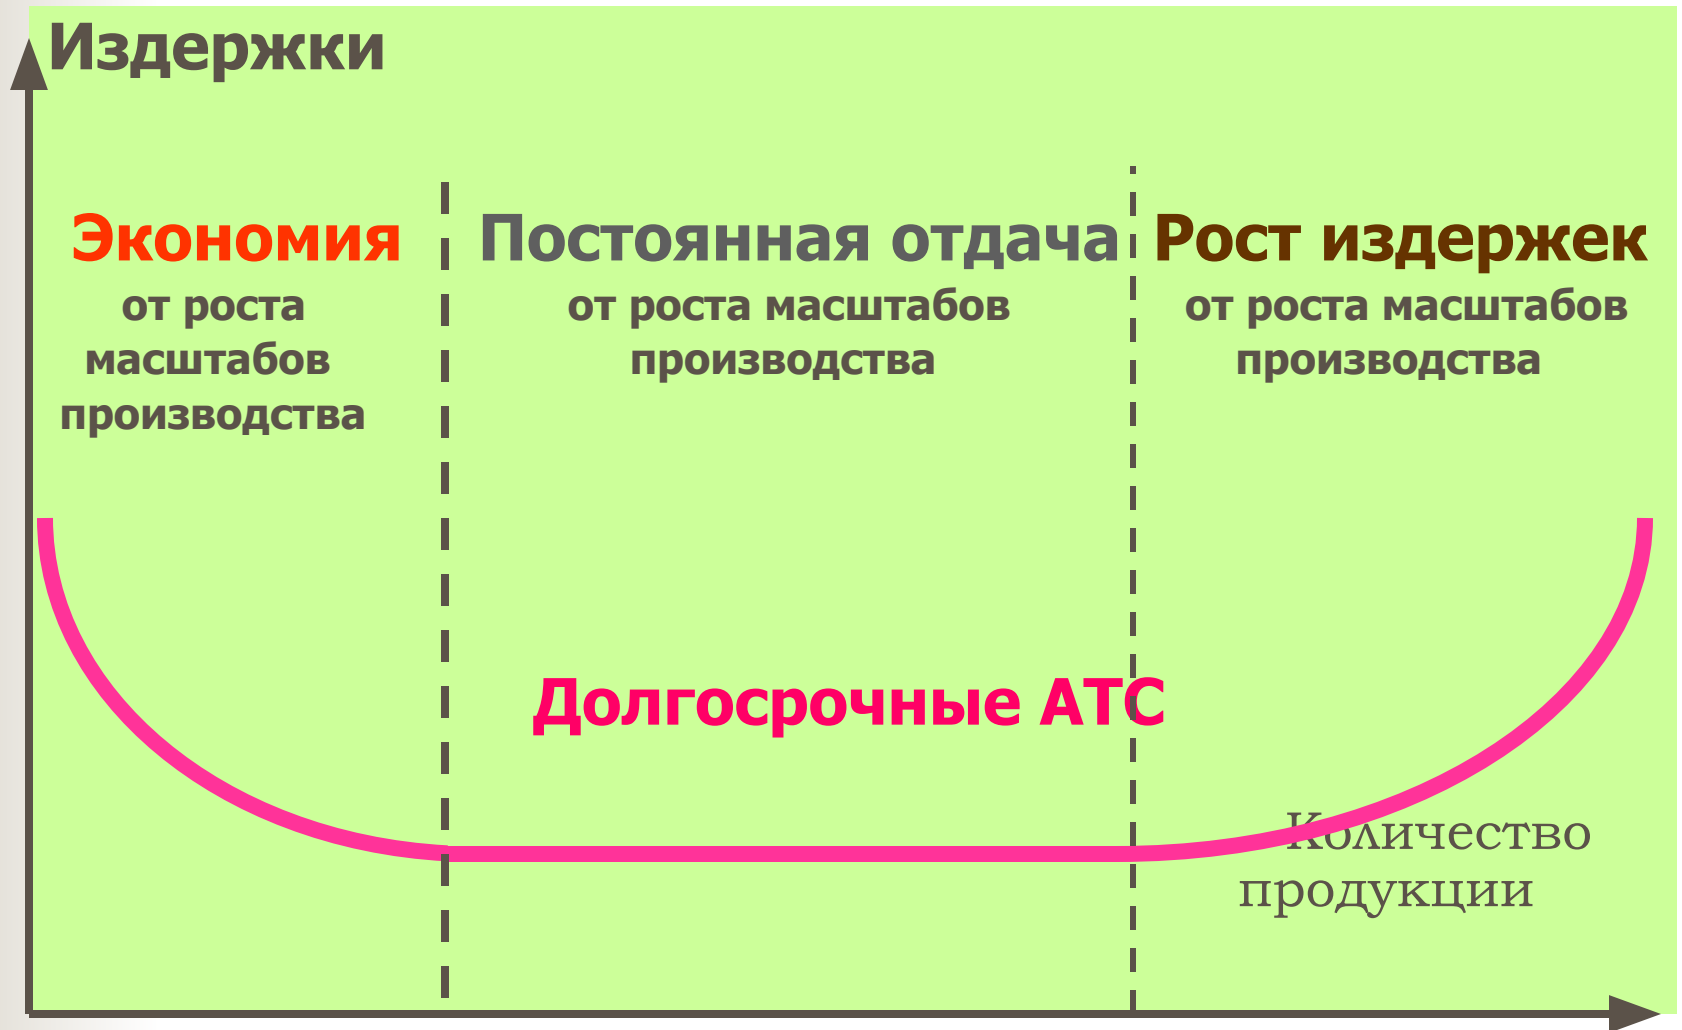 Издержки
Экономия
от роста
масштабов
производства
Постоянная отдача
от роста масштабов
производства
Рост издержек
от роста масштабов
производства
Долгосрочные АТС
Количество
продукции